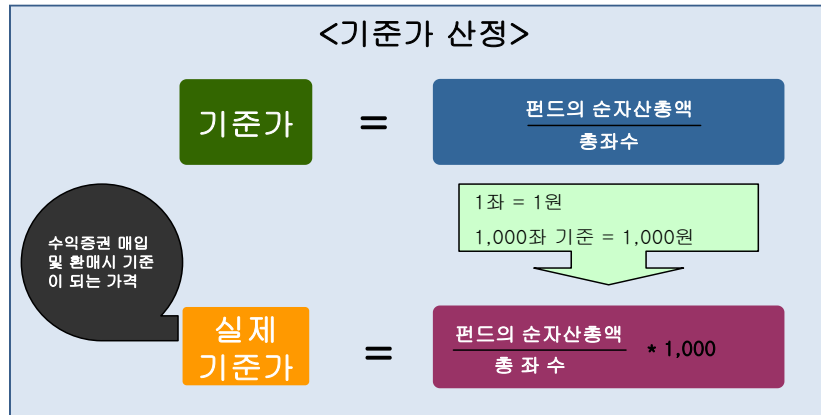 <기준가 산정>
기준가 = 펀드의 순자산총액
총좌수
1좌 = 1원
1,000좌 기준 = 1,000원
수익증권 매입
및 환매시 기준
이 되는 가격
실제
기준가 = 펀드의 순자산총액 * 1,000
총 좌 수